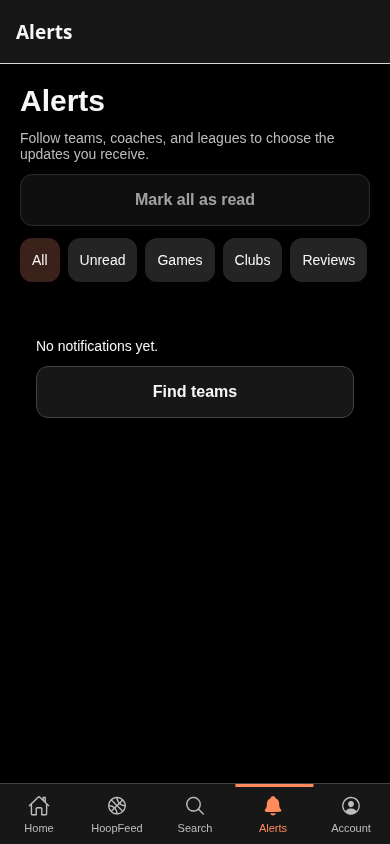 Alerts
Alerts
Follow teams, coaches, and leagues to choose the
updates you receive.
Mark all as read
All Unread Games Clubs Reviews
No notifications yet.
Find teams
Home HoopFeed Search Alerts Account